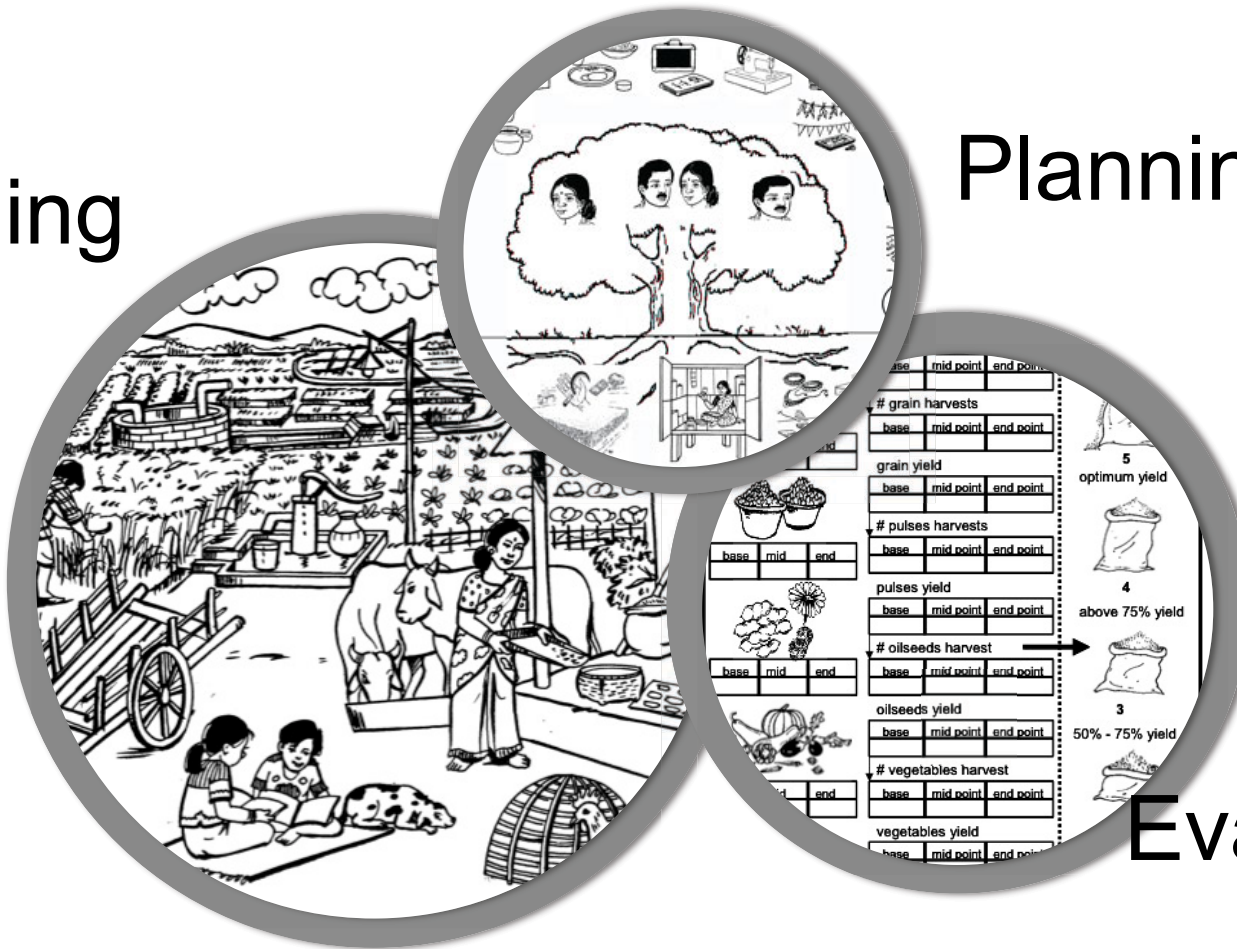 ing
Plannin
Eva
base mid point end point
# grain harvests
base mid point end point
grain yield
base mid point end point
# pulses harvests
base mid point end point
pulses yield
base mid point end point
# oilseeds harvest
base mid point end point
oilseeds yield
base mid point end point
# vegetables harvest
base mid point end point
vegetables yield
base mid point end point
end
base mid end
base mid end
end
5
optimum yield
4
above 75% yield
3
50% - 75% yield